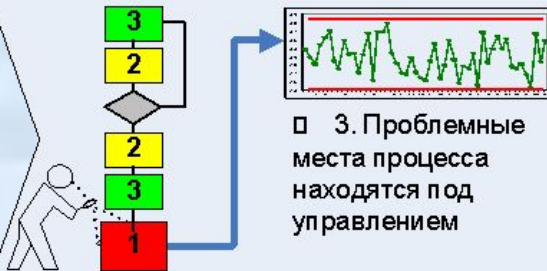 3
2
2
3
1
□ 3. Проблемные
места процесса
находятся под
управлением